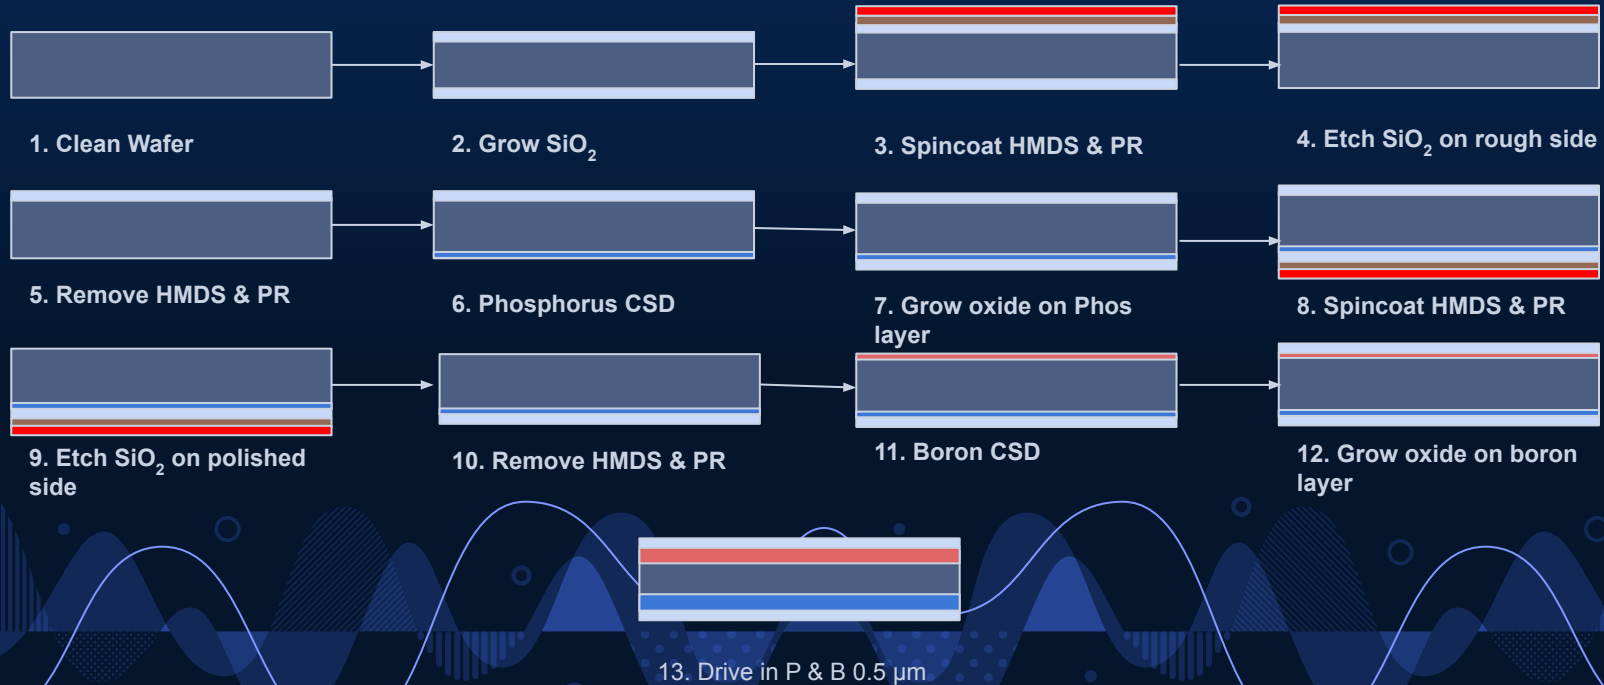 1. Clean Wafer
2. Grow SiO₂
3. Spincoat HMDS & PR
4. Etch SiO₂ on rough side
5. Remove HMDS & PR
6. Phosphorus CSD
7. Grow oxide on Phos
layer
8. Spincoat HMDS & PR
9. Etch SiO₂ on polished
side
10. Remove HMDS & PR
11. Boron CSD
12. Grow oxide on boron
layer
13. Drive in P & B 0.5 μm